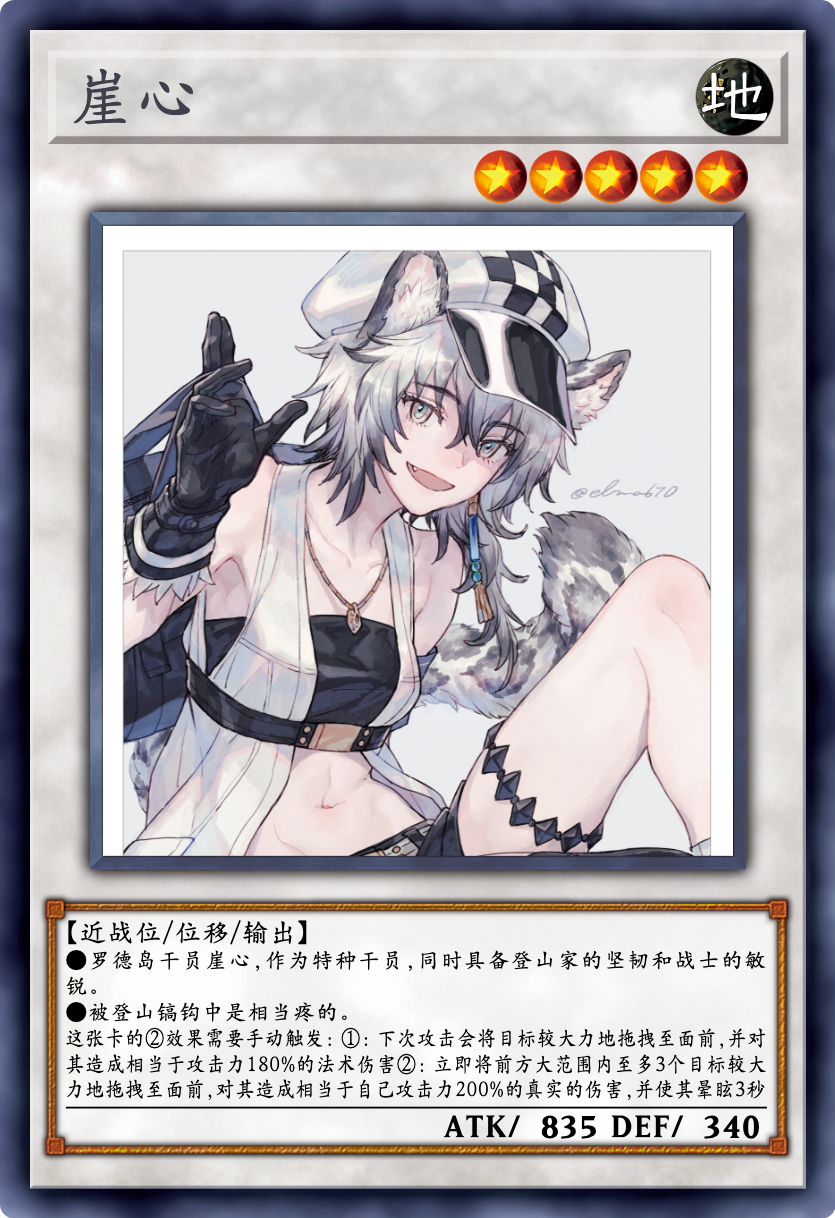 崖心
地
@elma670
【近战位/位移/输出】
●罗德岛干员崖心,作为特种干员,同时具备登山家的坚韧和战士的敏
锐。
●被登山镐钩中是相当疼的。
这张卡的②效果需要手动触发:①:下次攻击会将目标较大力地拖拽至面前,并对
其造成相当于攻击力180%的法术伤害②:立即将前方大范围内至多3个目标较大
力地拖拽至面前,对其造成相当于自己攻击力200%的真实的伤害,并使其晕眩3秒
ATK/ 835 DEF/ 340